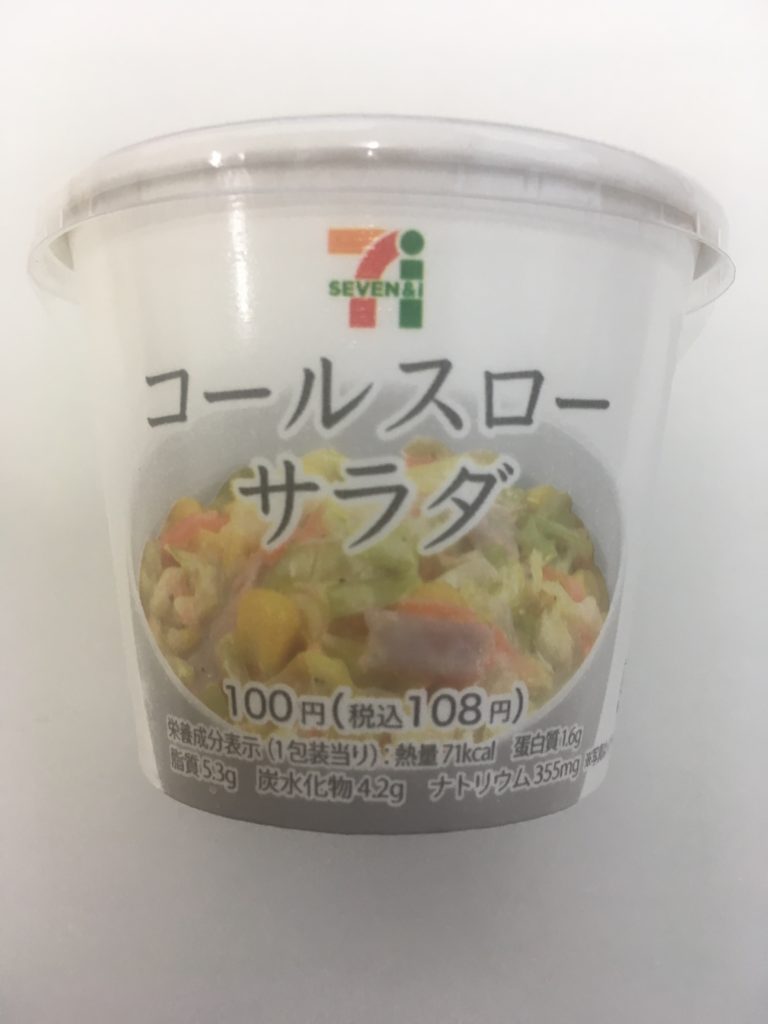 SEVEN&i
コールスロー
サラダ
100円(税込108円)
栄養成分表示(1包装当り):熱量71kcal 蛋白質1.6g
脂質5.3g 炭水化物4.2g ナトリウム355mg